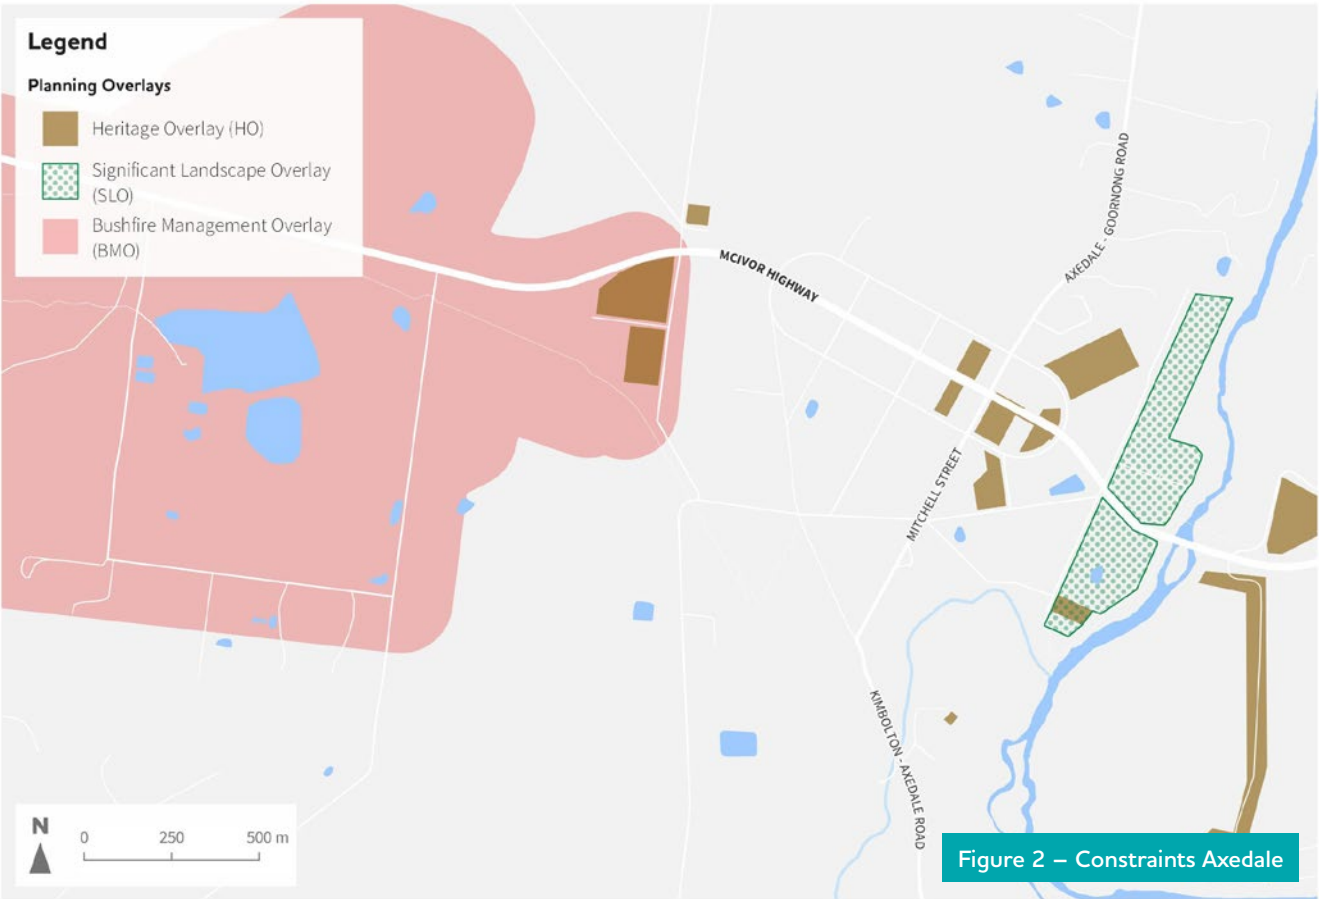 Legend
Planning Overlays
Heritage Overlay (HO)
Significant Landscape Overlay
(SLO)
Bushfire Management Overlay
(BMO)
MCIVOR HIGHWAY
AXEDALE - GOORNONG ROAD
MITCHELL STREET
KIMBOLTON - AXEDALE ROAD
N
0 250 500 m
Figure 2 – Constraints Axedale